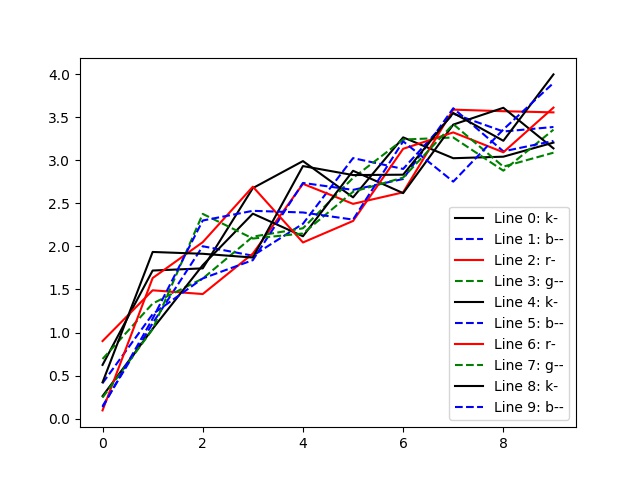 4.0
3.5
3.0
2.5
2.0
1.5
1.0
0.5
0.0
0 2 4 6 8
Line 0: k-
Line 1: b--
Line 2: r-
Line 3: g--
Line 4: k-
Line 5: b--
Line 6: r-
Line 7: g--
Line 8: k-
Line 9: b--